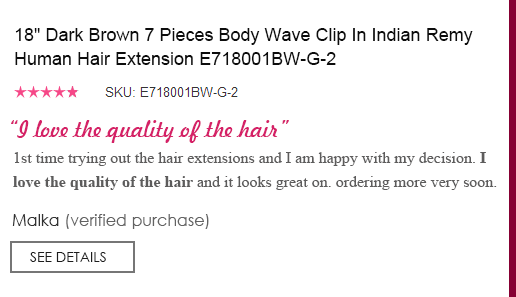 18" Dark Brown 7 Pieces Body Wave Clip In Indian Remy
Human Hair Extension E718001BW-G-2
★★★★★ SKU: E718001BW-G-2
“I love the quality of the hair”
1st time trying out the hair extensions and I am happy with my decision. I
love the quality of the hair and it looks great on. ordering more very soon.
Malka (verified purchase)
SEE DETAILS